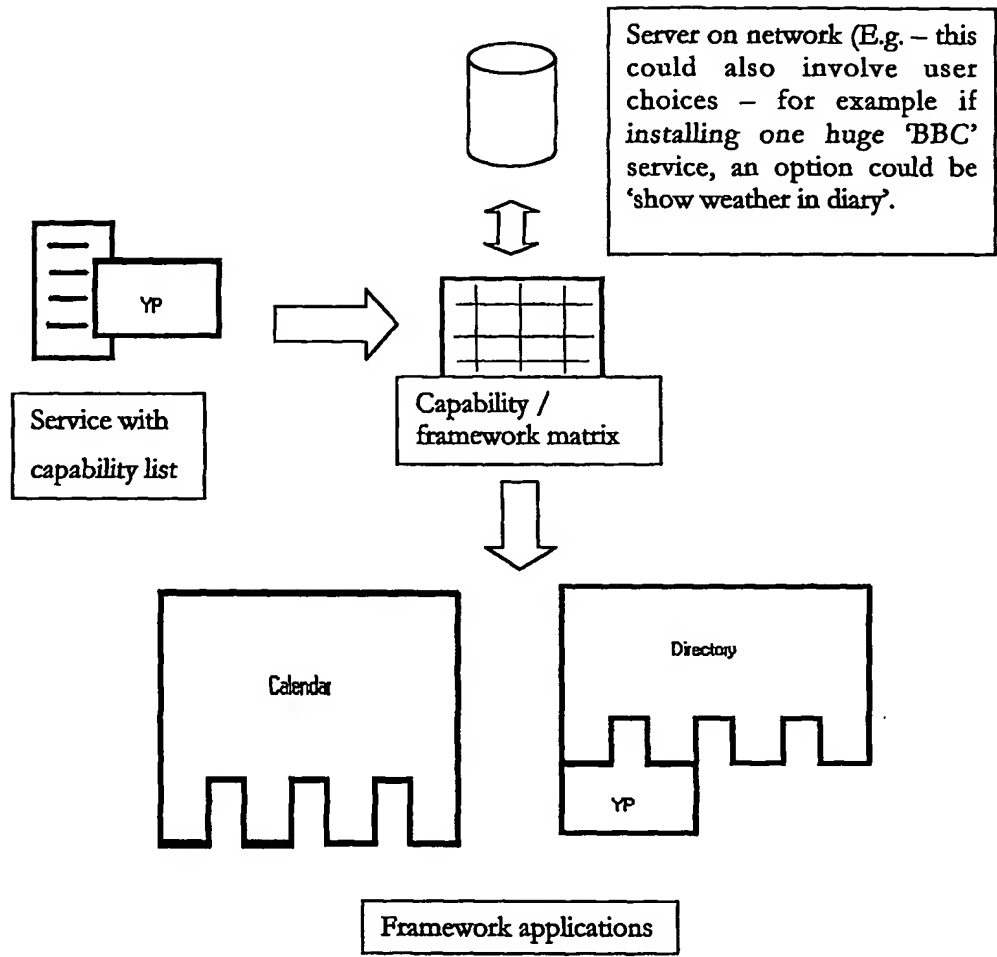 Server on network (E.g. – this
could also involve user
choices – for example if
installing one huge 'BBC'
service, an option could be
'show weather in diary'.
YP
Service with
capability list
Capability /
framework matrix
Calendar
Directory
YP
Framework applications